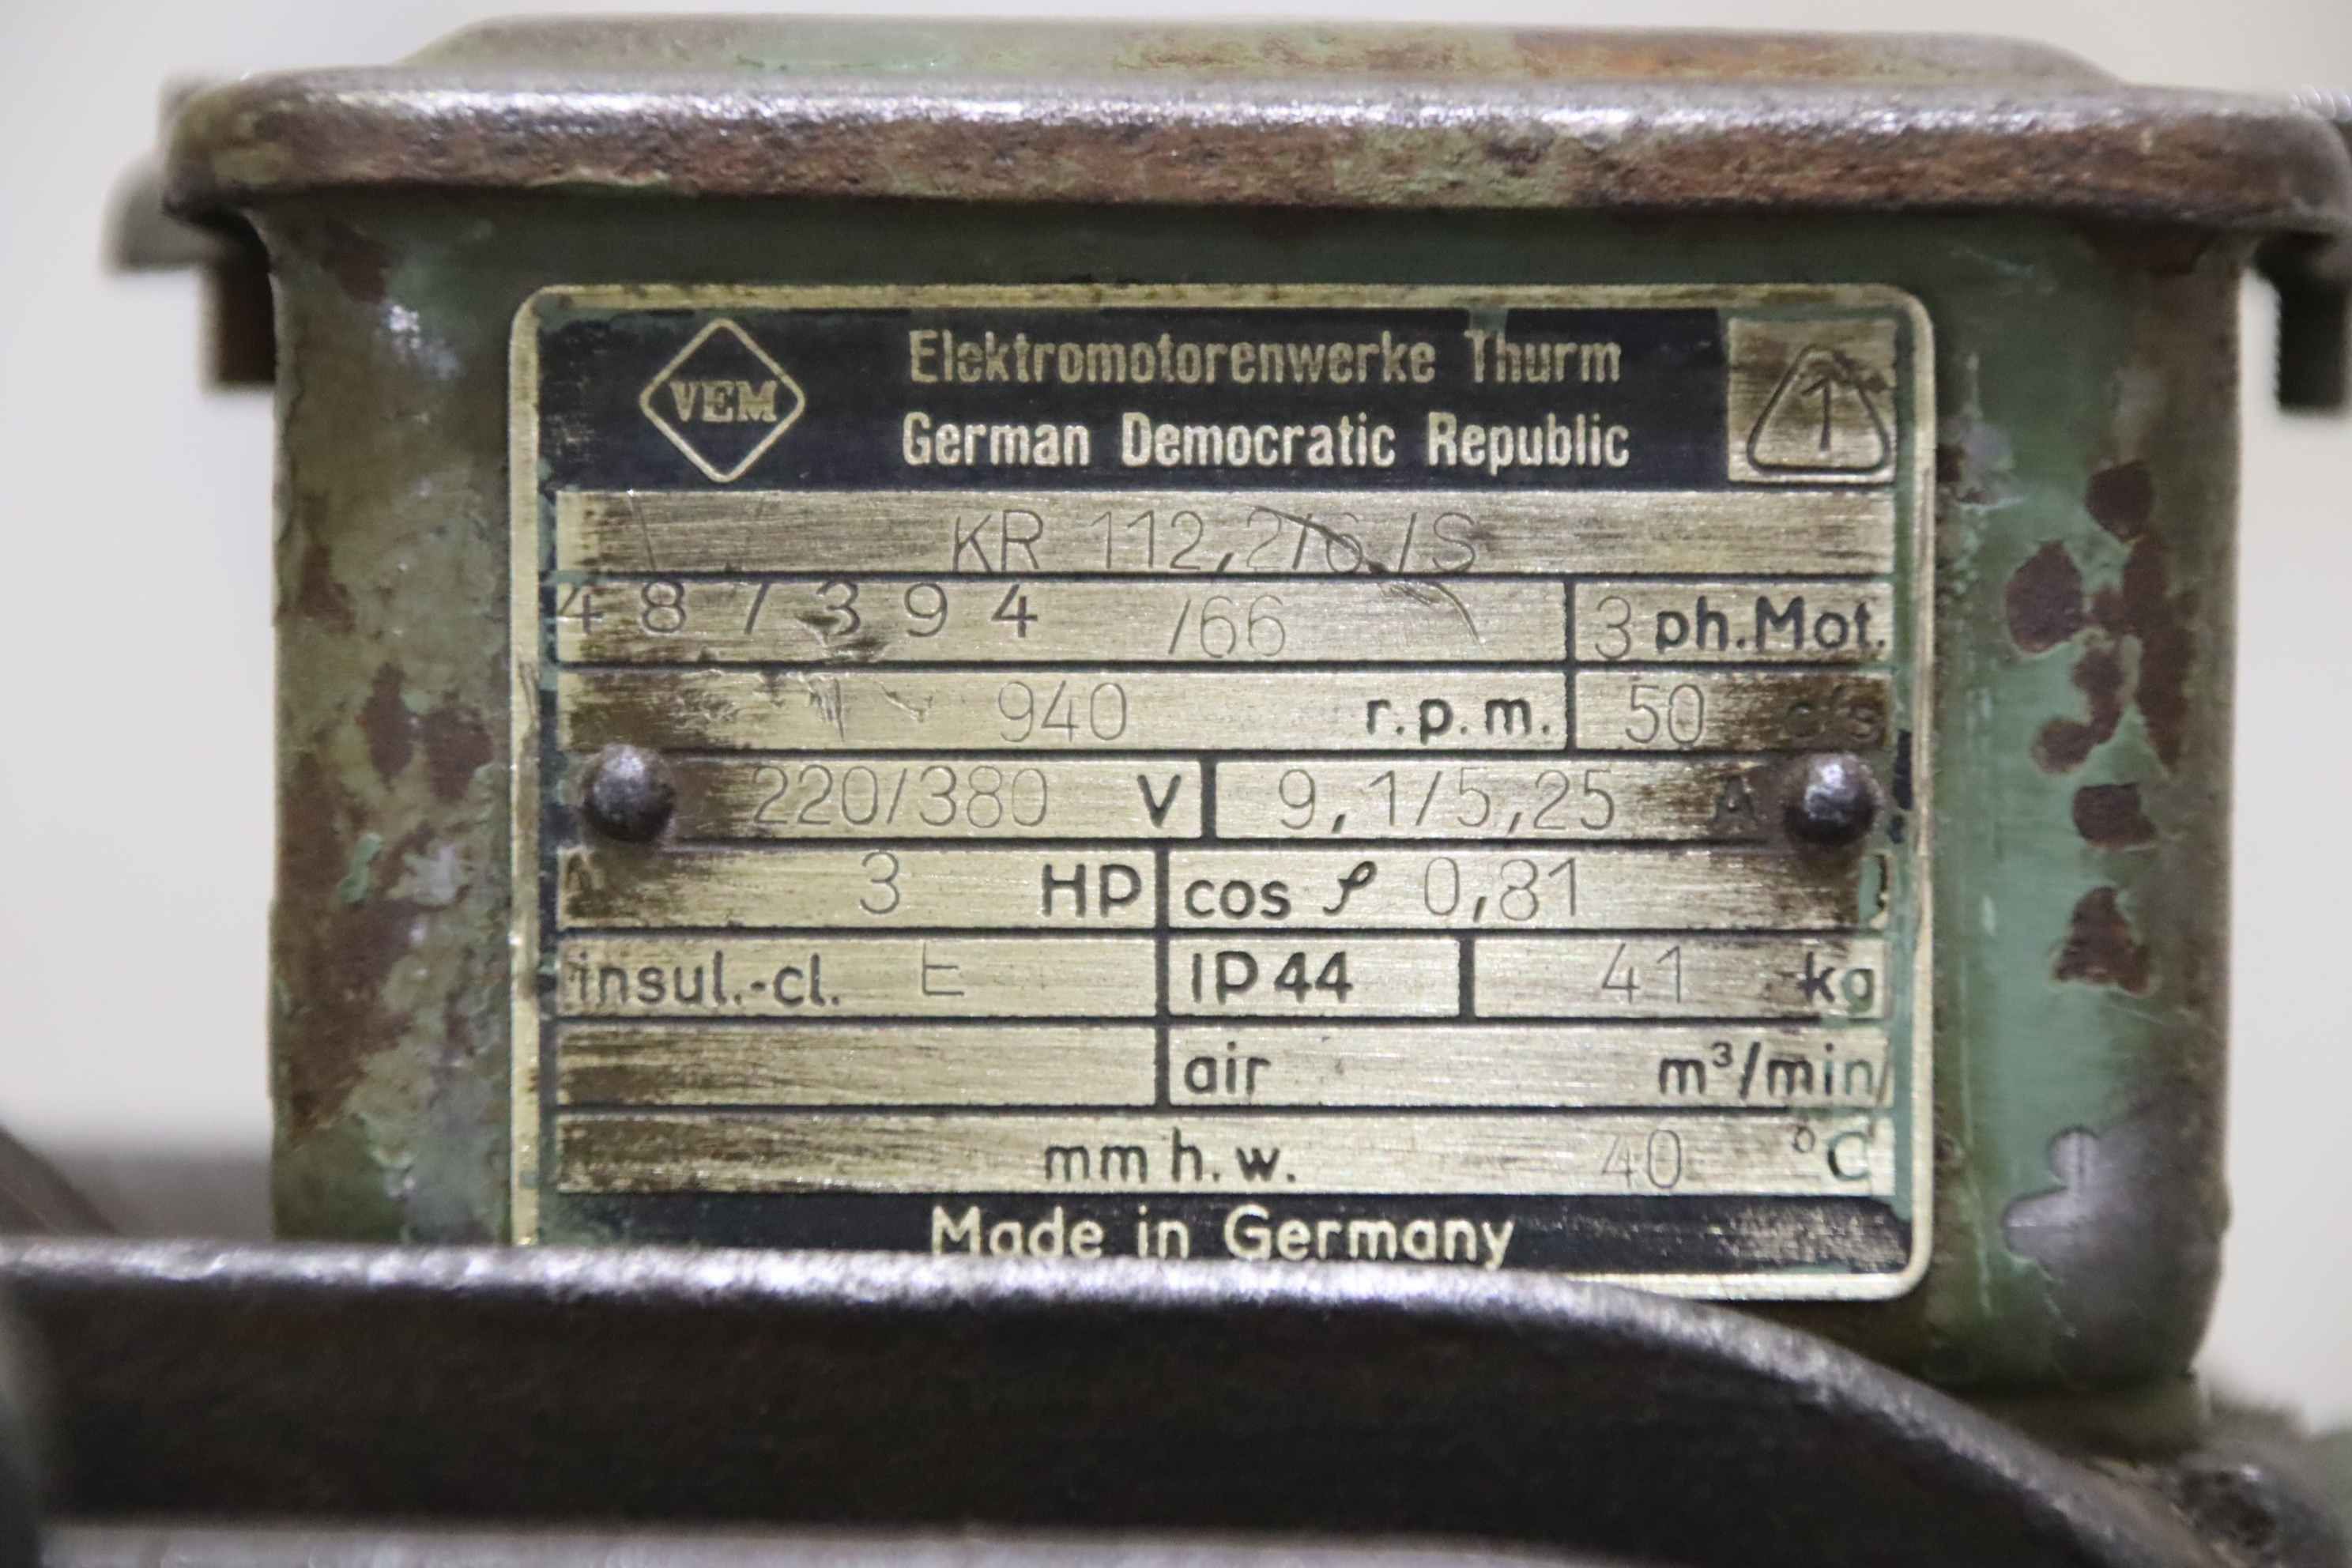 VEM
Elektromotorenwerke Thurm
German Democratic Republic
KR 112,2/6 /S
487394 /66 3 ph.Mot.
940 r.p.m. 50 c/s
220/380 V 9,1/5,25 A
3 HP cos φ 0,81
insul.-cl. E IP44 41 kg
air m³/min
mm h.w. 40 °C
Made in Germany